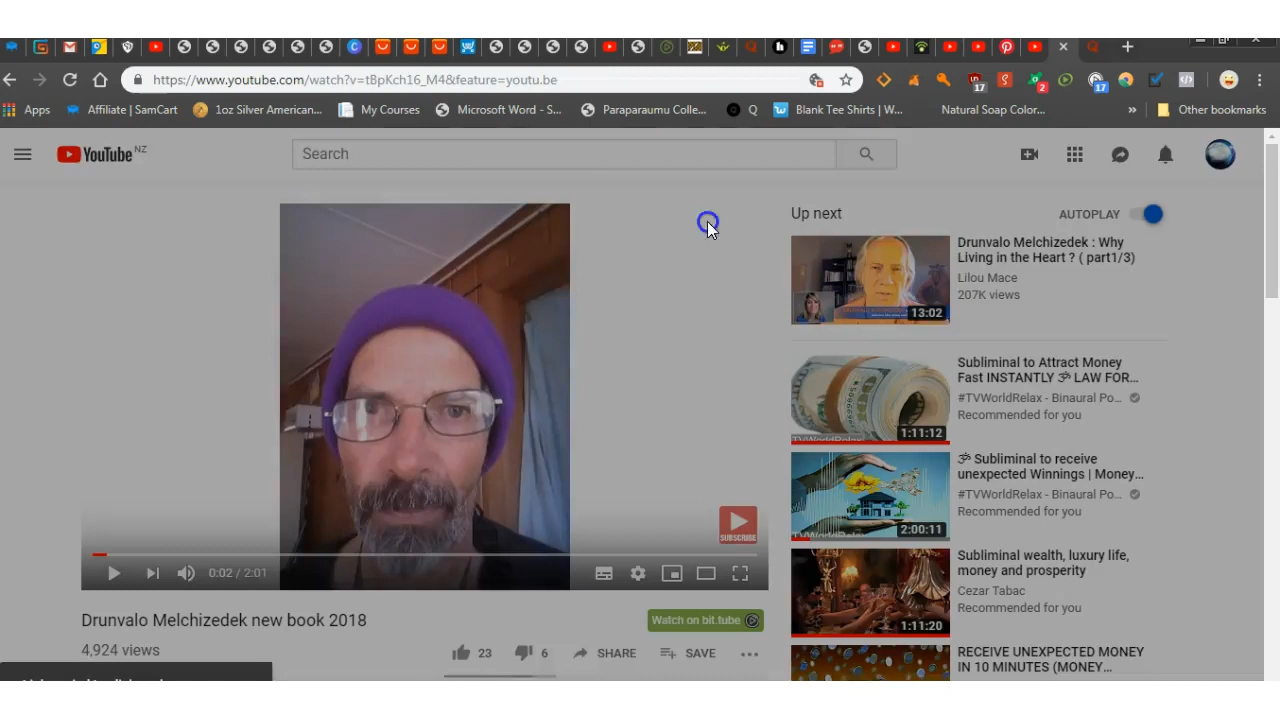 https://www.youtube.com/watch?v=tBpKch16_M4&feature=youtu.be
17
2
17
Apps
Affiliate | SamCart
1oz Silver American...
My Courses
Microsoft Word - S...
Paraparaumu Colle...
Q
Blank Tee Shirts | W...
Natural Soap Color...
»
Other bookmarks
YouTube NZ
Search
Up next
AUTOPLAY
Drunvalo Melchizedek : Why
Living in the Heart ? ( part1/3)
Lilou Mace
207K views
13:02
Subliminal to Attract Money
Fast INSTANTLY ॐ LAW FOR...
#TVWorldRelax - Binaural Po...
Recommended for you
1:11:12
ॐ Subliminal to receive
unexpected Winnings | Money...
#TVWorldRelax - Binaural Po...
Recommended for you
2:00:11
SUBSCRIBE
0:02 / 2:01
Subliminal wealth, luxury life,
money and prosperity
Cezar Tabac
Recommended for you
1:11:20
Drunvalo Melchizedek new book 2018
Watch on bit.tube
4,924 views
23
6
SHARE
SAVE
RECEIVE UNEXPECTED MONEY
IN 10 MINUTES (MONEY...